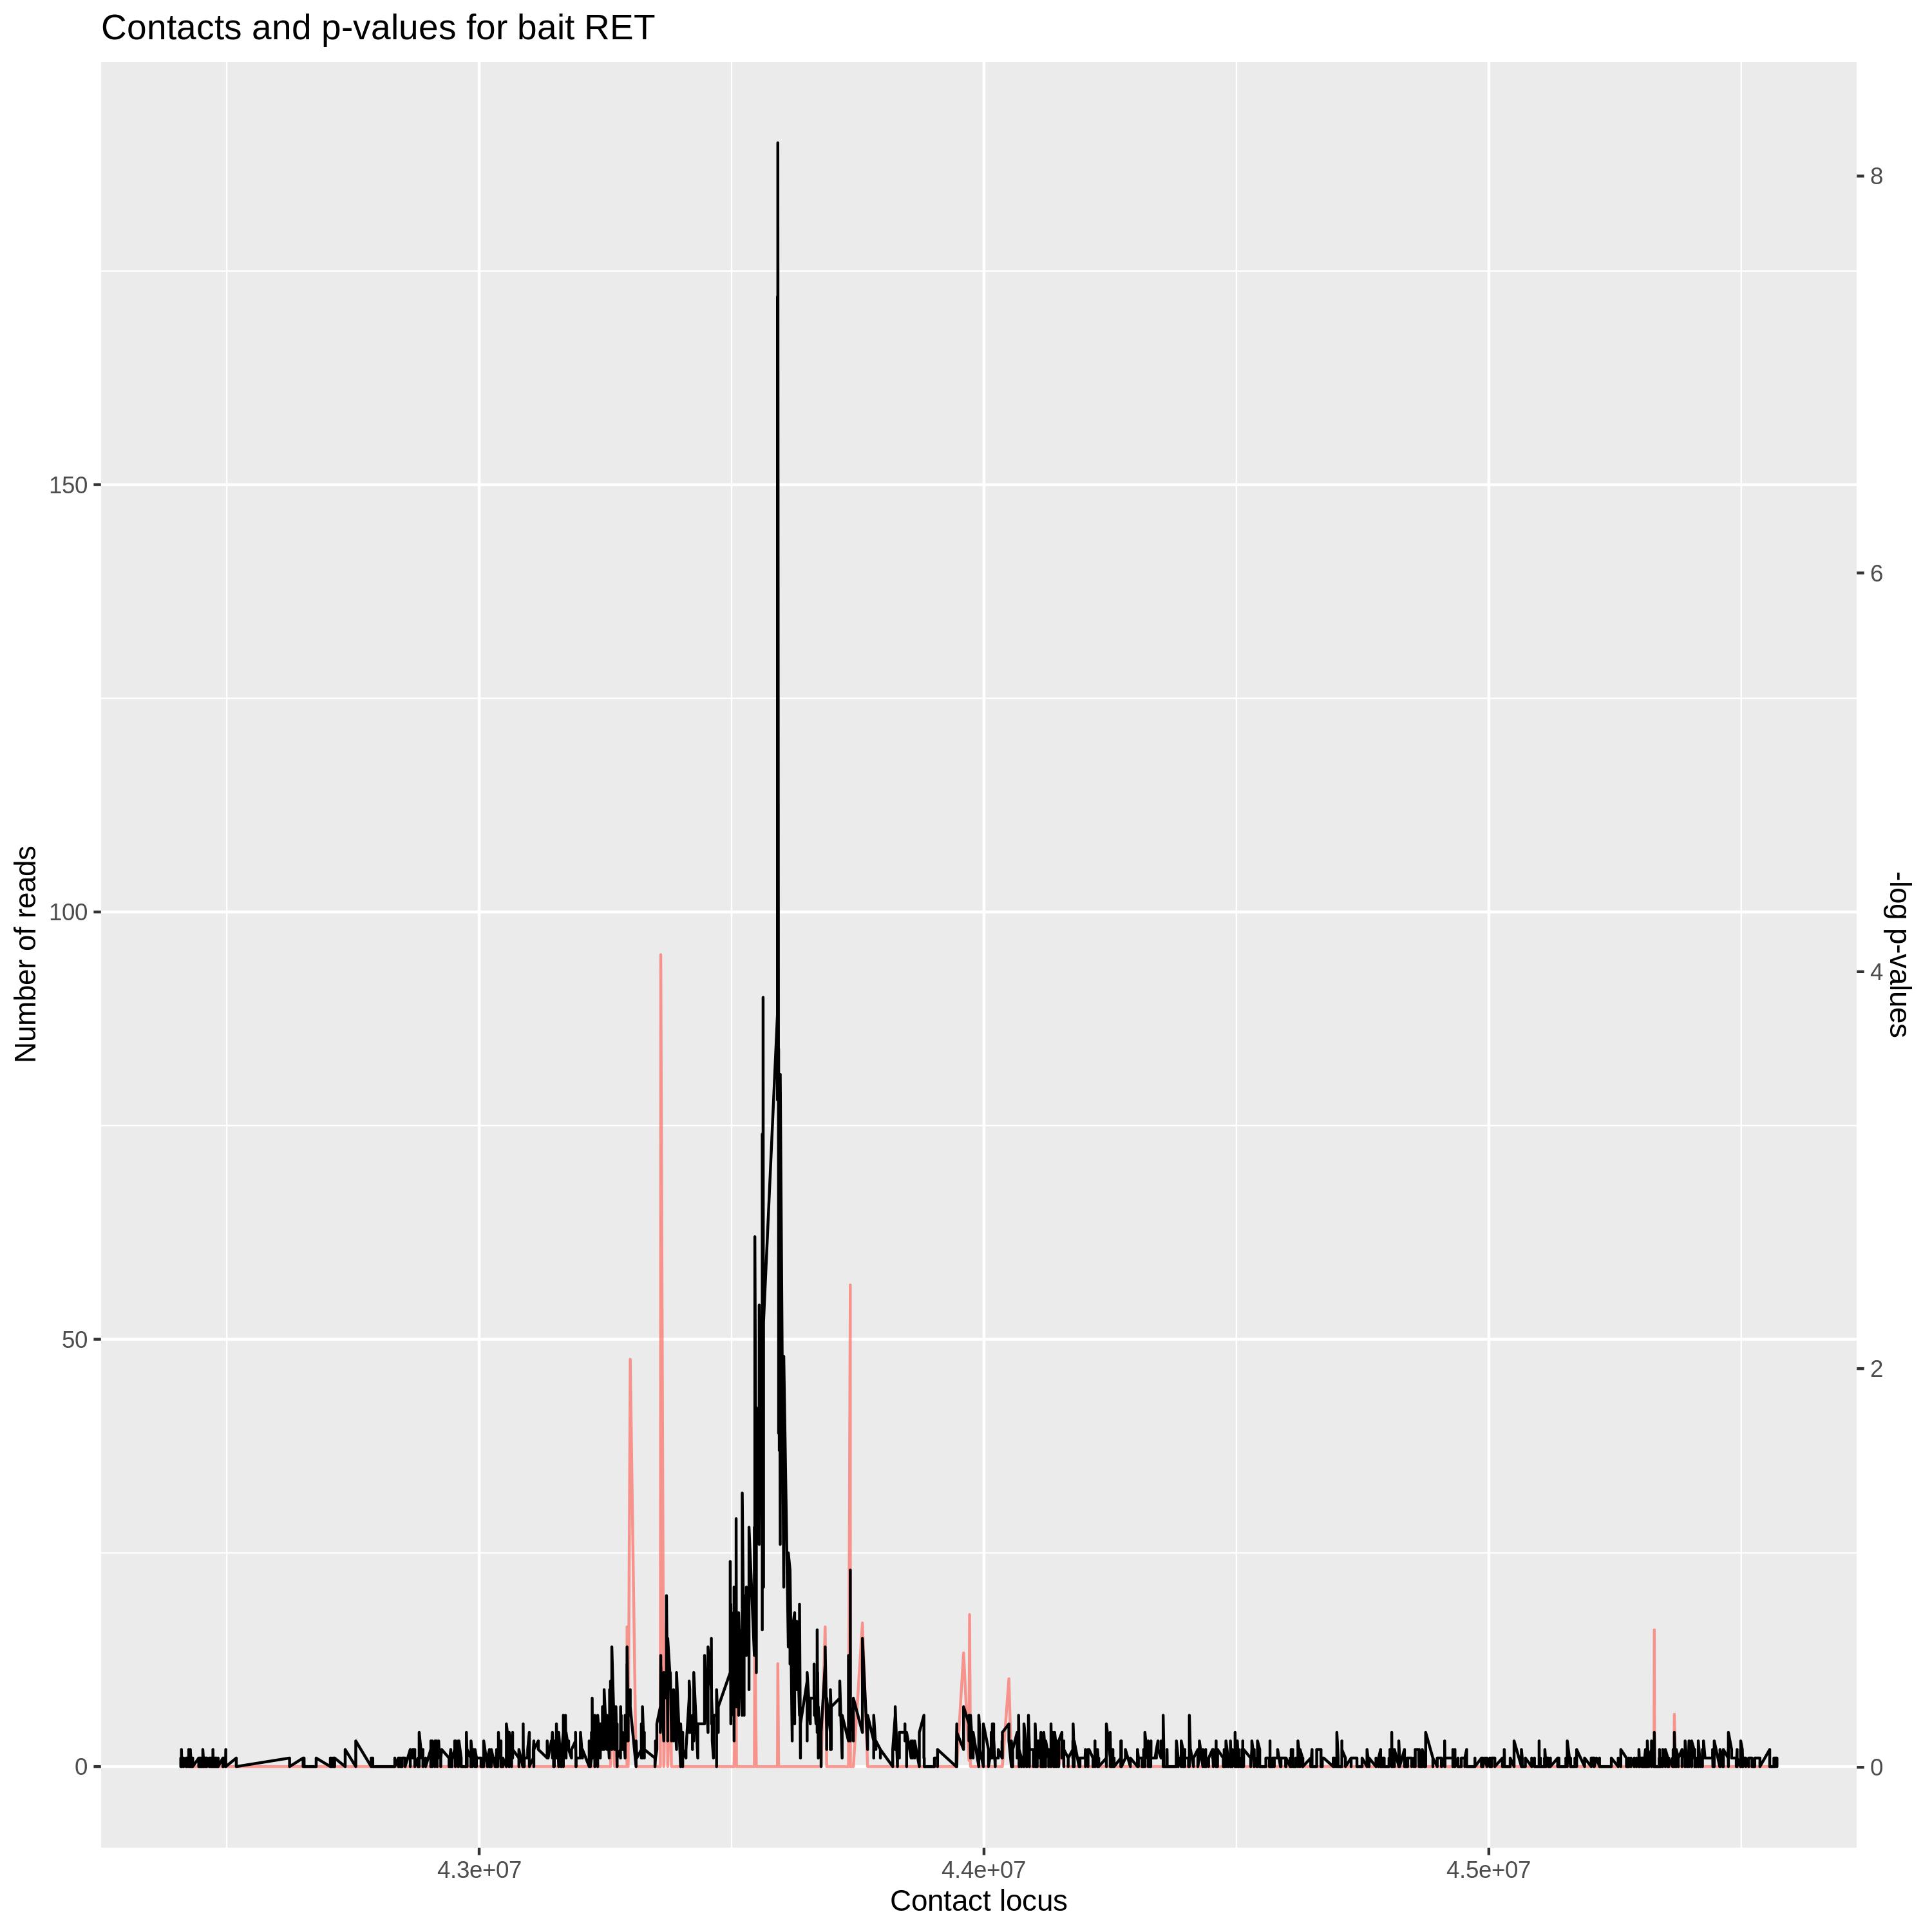 Contacts and p-values for bait RET
150
100
50
0
8
6
4
2
0
Number of reads
-log p-values
4.3e+07
4.4e+07
4.5e+07
Contact locus